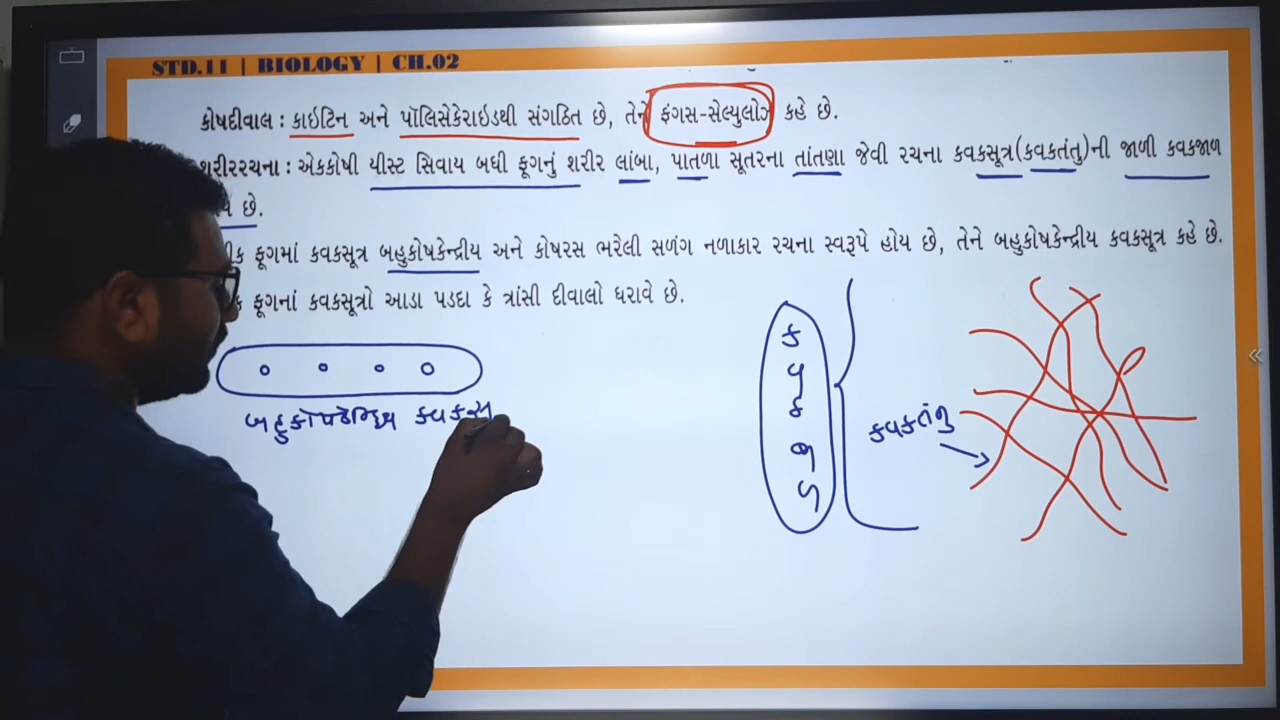 STD.11 | BIOLOGY | CH.02
કોષદીવાલ : કાઇટિન અને પૉલિસેકેરાઇડથી સંગઠિત છે, તેને ફંગસ-સેલ્યુલોઝ કહે છે.
શરીરરચના : એકકોષી યીસ્ટ સિવાય બધી ફૂગનું શરીર લાંબા, પાતળા સૂતરના તાંતણા જેવી રચના કવકસૂત્ર(કવકતંતુ)ની જાળી કવકજાળ
છે.
ફૂગમાં કવકસૂત્ર બહુકોષકેન્દ્રીય અને કોષરસ ભરેલી સળંગ નળાકાર રચના સ્વરૂપે હોય છે, તેને બહુકોષકેન્દ્રીય કવકસૂત્ર કહે છે.
ફૂગનાં કવકસૂત્રો આડા પડદા કે ત્રાંસી દીવાલો ધરાવે છે.
બહુકોષકેન્દ્રિય
ક
વ
ક
જા
ળ
કવકતંતુ